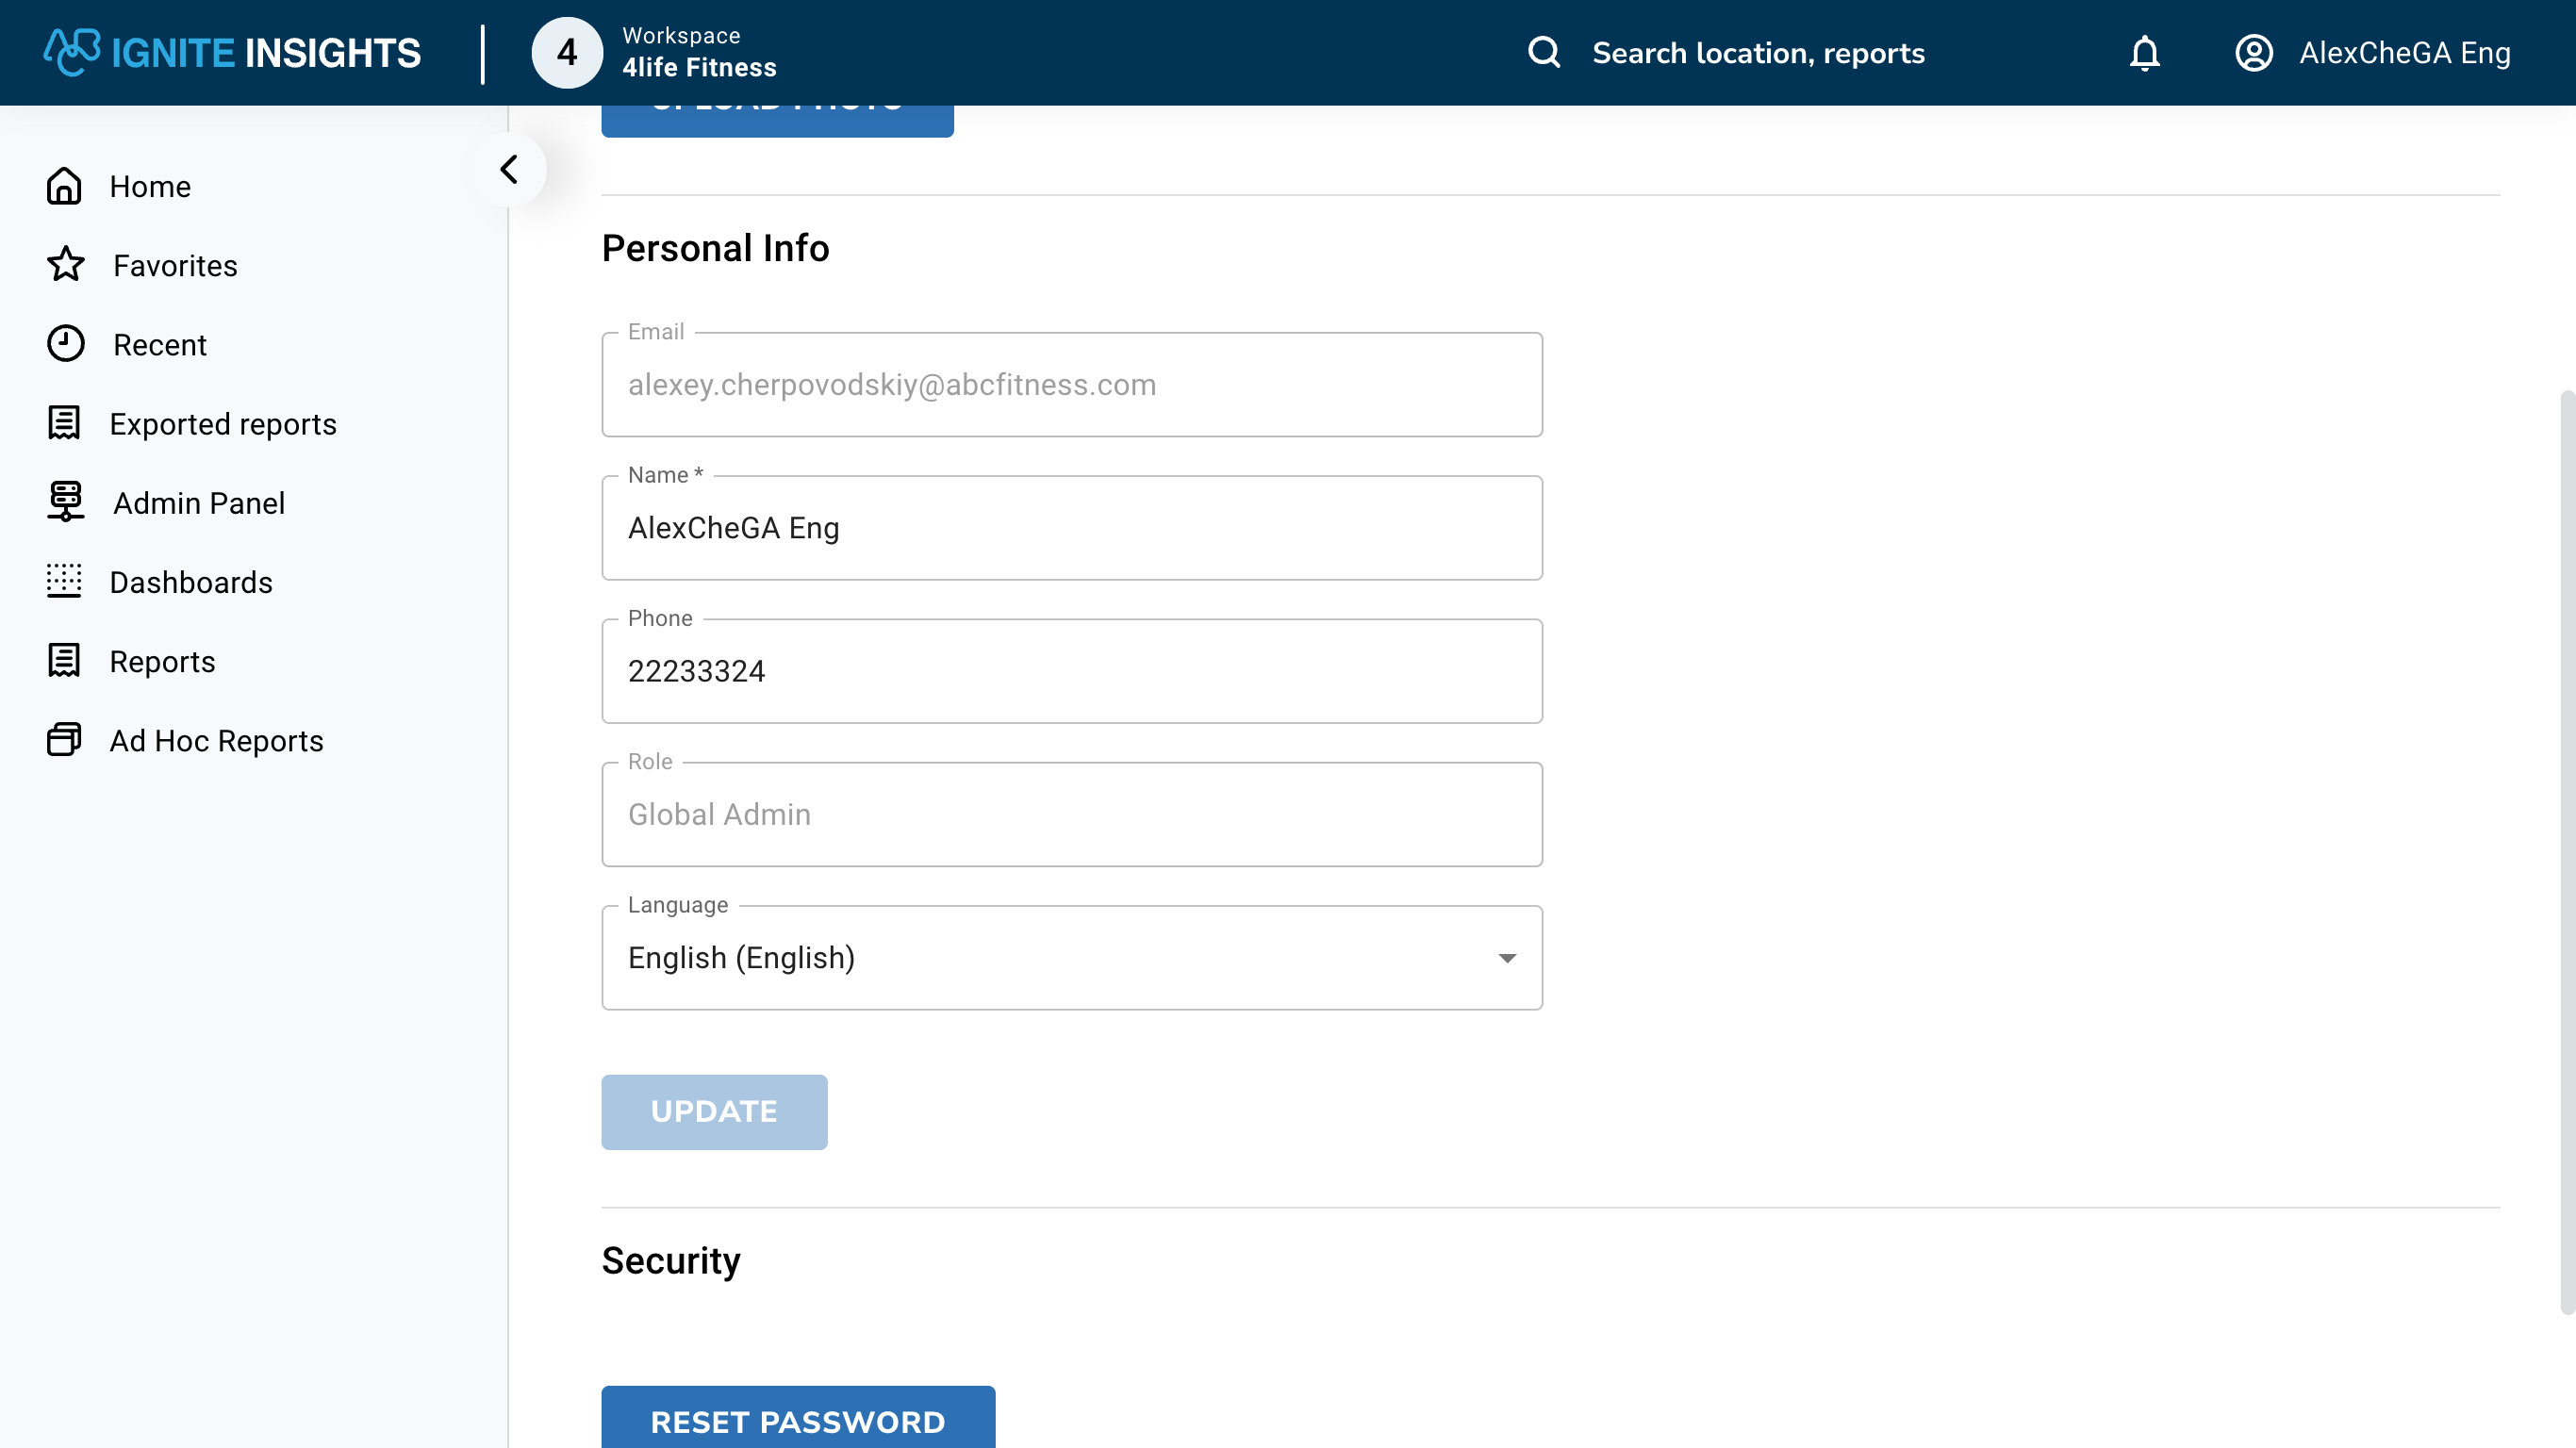 IGNITE INSIGHTS
4
Workspace
4life Fitness
Search location, reports
AlexCheGA Eng
Home
Favorites
Recent
Exported reports
Admin Panel
Dashboards
Reports
Ad Hoc Reports
UPLOAD PHOTO
Personal Info
Email
alexey.cherpovodskiy@abcfitness.com
Name *
AlexCheGA Eng
Phone
22233324
Role
Global Admin
Language
English (English)
UPDATE
Security
RESET PASSWORD